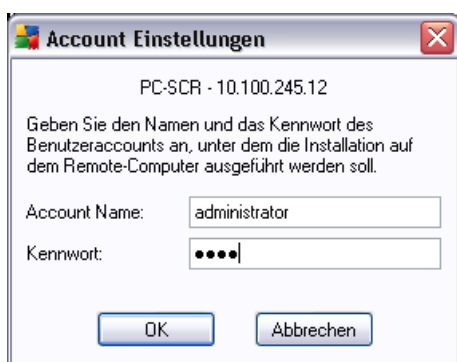 Account Einstellungen
PC-SCR - 10.100.245.12
Geben Sie den Namen und das Kennwort des
Benutzeraccounts an, unter dem die Installation auf
dem Remote-Computer ausgeführt werden soll.
Account Name: administrator
Kennwort: ●●●●
OK Abbrechen